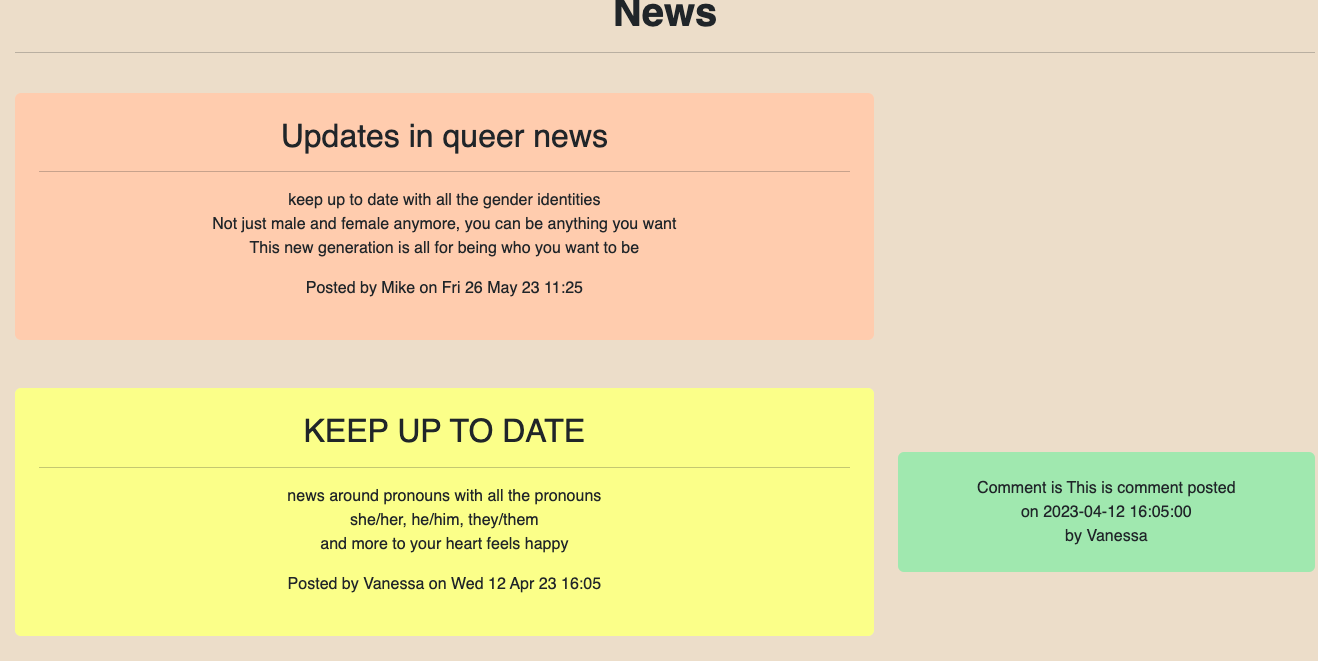 News
Updates in queer news
keep up to date with all the gender identities
Not just male and female anymore, you can be anything you want
This new generation is all for being who you want to be
Posted by Mike on Fri 26 May 23 11:25
KEEP UP TO DATE
news around pronouns with all the pronouns
she/her, he/him, they/them
and more to your heart feels happy
Posted by Vanessa on Wed 12 Apr 23 16:05
Comment is This is comment posted
on 2023-04-12 16:05:00
by Vanessa